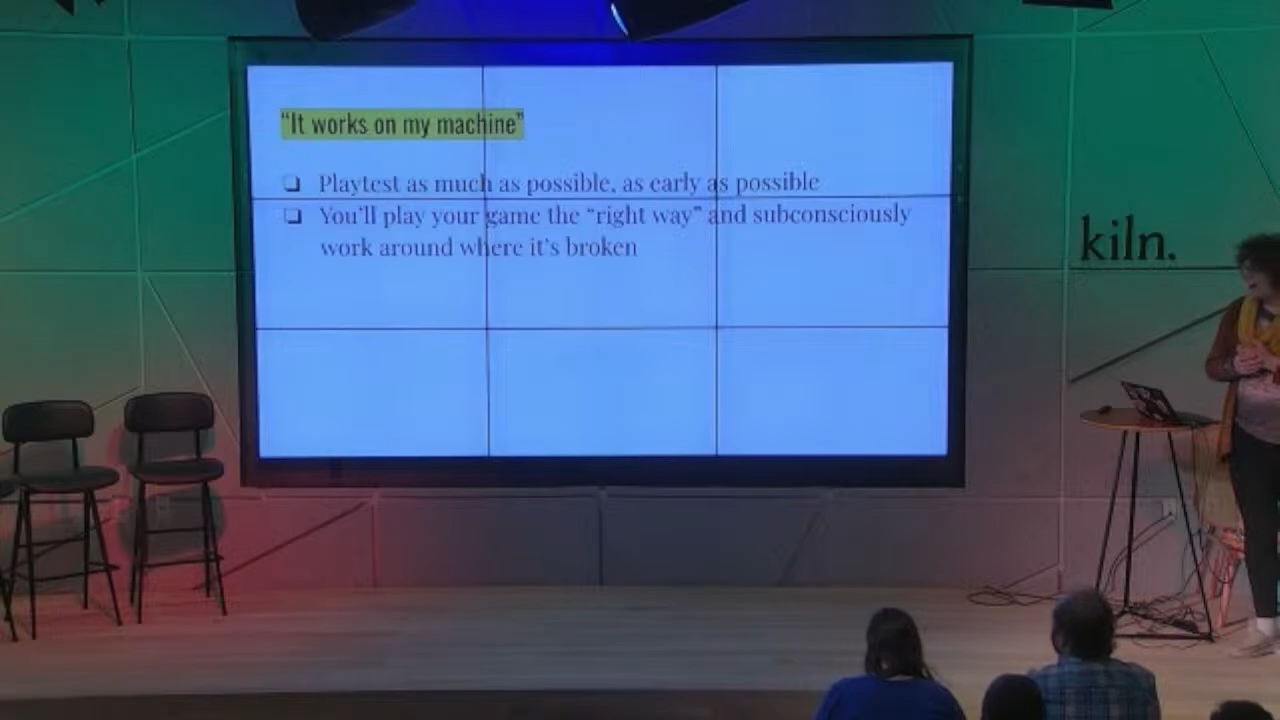 “It works on my machine”
❏ Playtest as much as possible, as early as possible
❏ You’ll play your game the “right way” and subconsciously
work around where it’s broken
kiln.